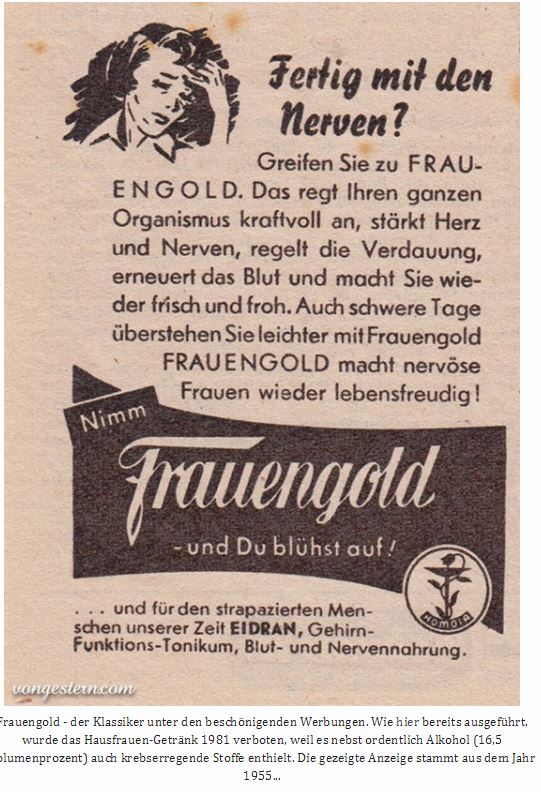 Fertig mit den
Nerven?
Greifen Sie zu FRAU-
ENGOLD. Das regt Ihren ganzen
Organismus kraftvoll an, stärkt Herz
und Nerven, regelt die Verdauung,
erneuert das Blut und macht Sie wie-
der frisch und froh. Auch schwere Tage
überstehen Sie leichter mit Frauengold
FRAUENGOLD macht nervöse
Frauen wieder lebensfreudig!
Nimm
Frauengold
- und Du blühst auf!
HOMOIA
... und für den strapazierten Men-
schen unserer Zeit EIDRAN, Gehirn-
Funktions-Tonikum, Blut- und Nervennahrung.
vongestern.com
Frauengold - der Klassiker unter den beschönigenden Werbungen. Wie hier bereits ausgeführt,
wurde das Hausfrauen-Getränk 1981 verboten, weil es nebst ordentlich Alkohol (16,5
olumenprozent) auch krebserregende Stoffe enthielt. Die gezeigte Anzeige stammt aus dem Jahr
1955...